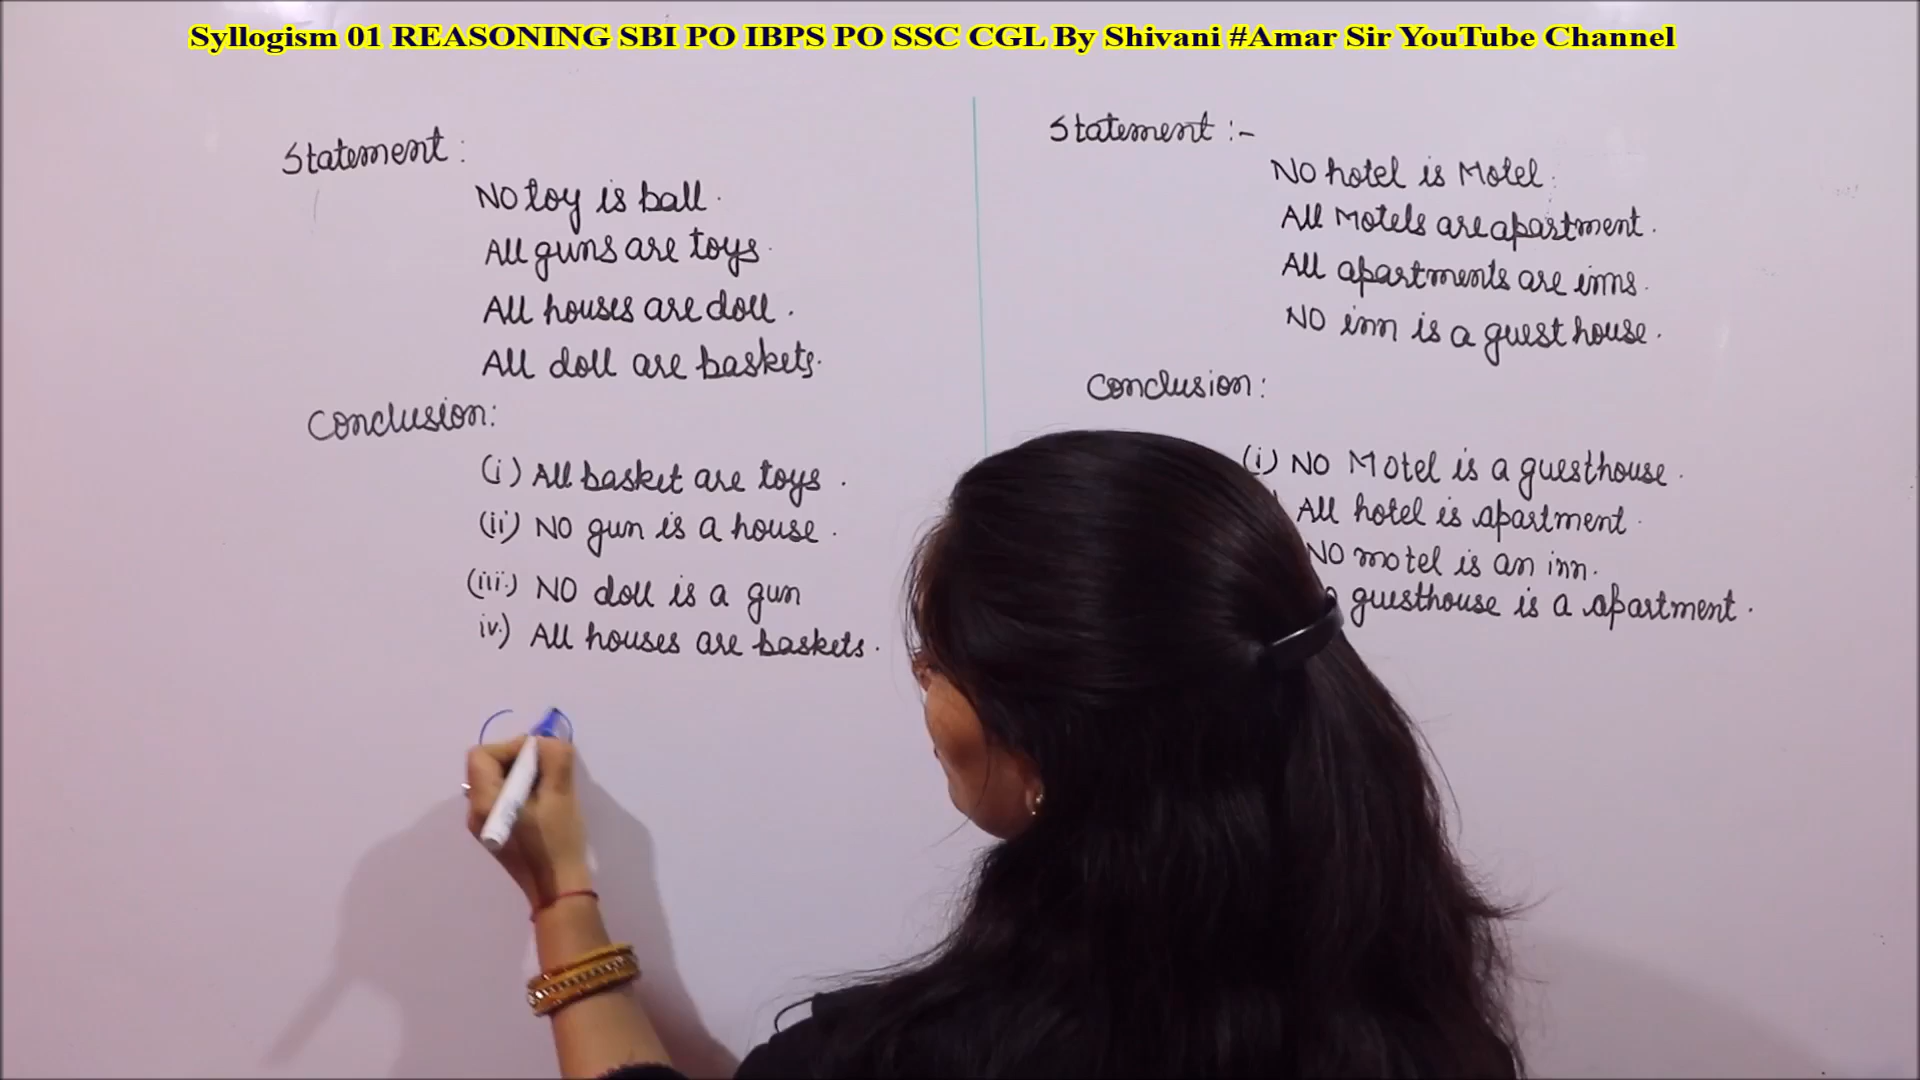 Syllogism 01 REASONING SBI PO IBPS PO SSC CGL By Shivani #Amar Sir YouTube Channel
Statement :
NO toy is ball.
All guns are toys.
All houses are doll.
All doll are baskets.
Conclusion:
(i) All basket are toys.
(ii) NO gun is a house.
(iii.) NO doll is a gun
iv.) All houses are baskets.
Statement :-
NO hotel is Motel.
All Motels are apartment.
All apartments are inns.
NO inn is a guest house.
Conclusion:
(i) NO Motel is a guesthouse.
All hotel is apartment.
NO motel is an inn.
guesthouse is a apartment.